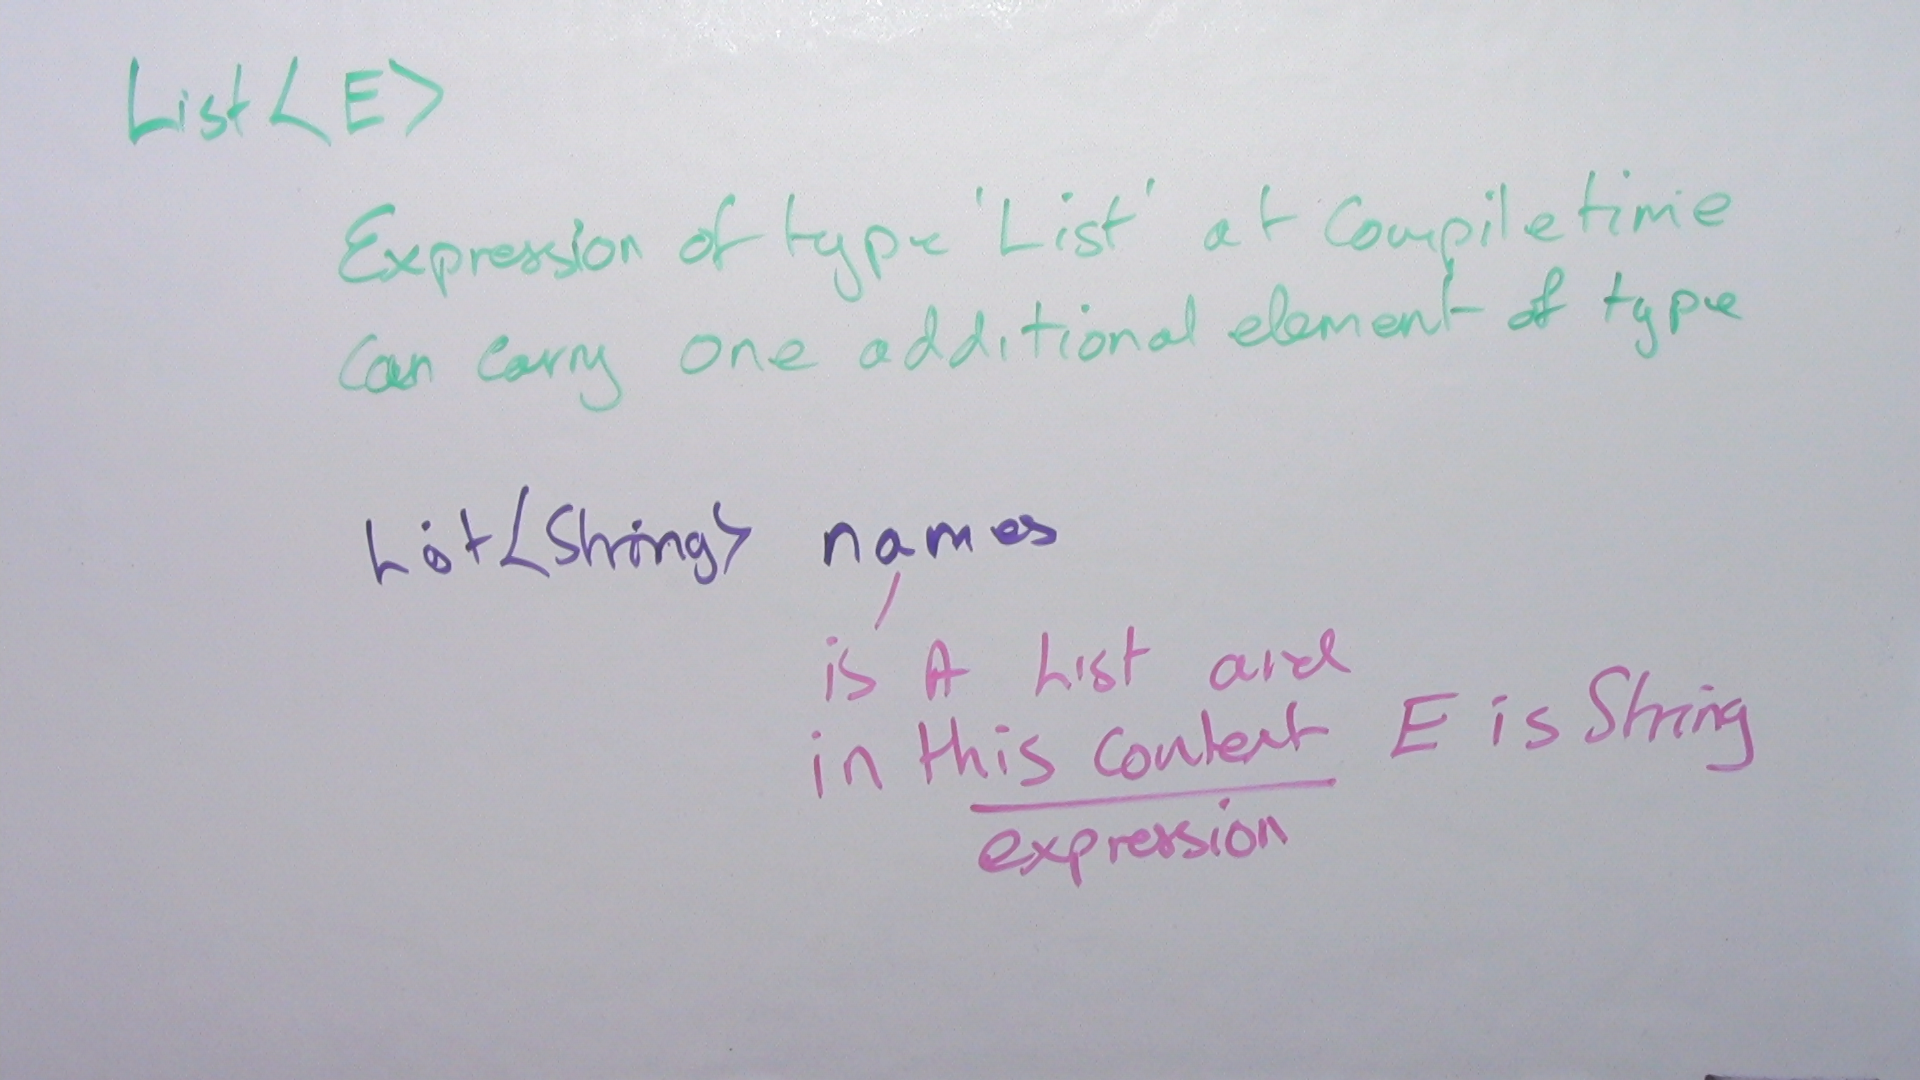 List<E>
Expression of type 'List' at compiletime
can carry one additional element of type
List<String> names
is A List and
in this context E is String
expression